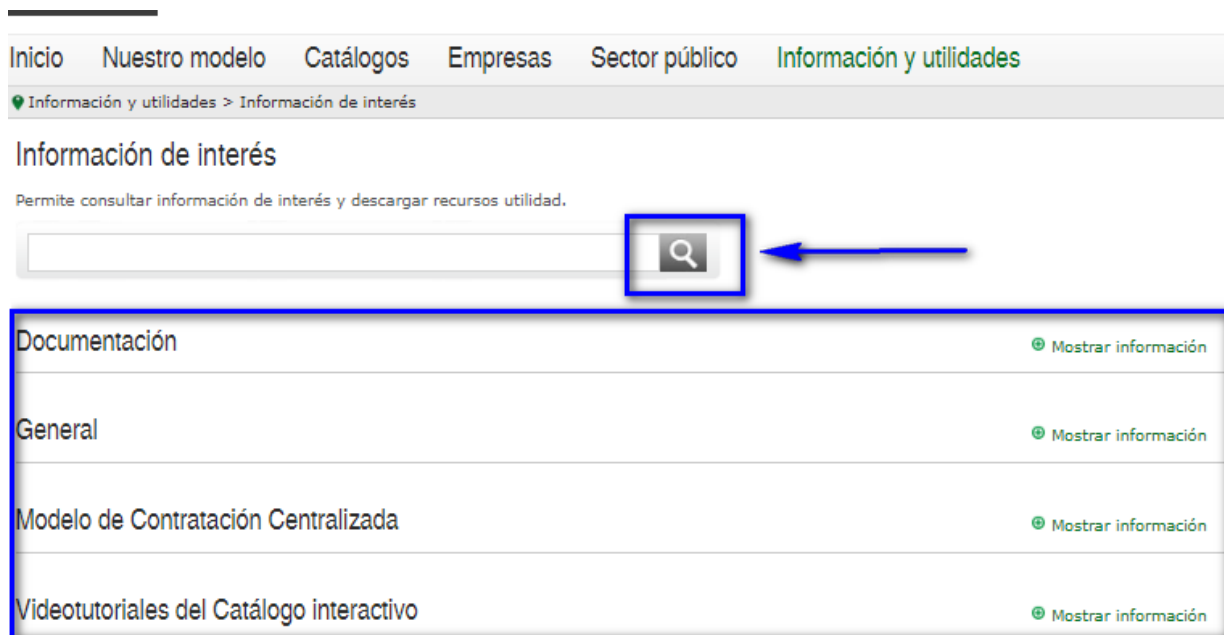 Inicio Nuestro modelo Catálogos Empresas Sector público Información y utilidades
Información y utilidades > Información de interés
Información de interés
Permite consultar información de interés y descargar recursos utilidad.
Documentación Mostrar información
General Mostrar información
Modelo de Contratación Centralizada Mostrar información
Videotutoriales del Catálogo interactivo Mostrar información